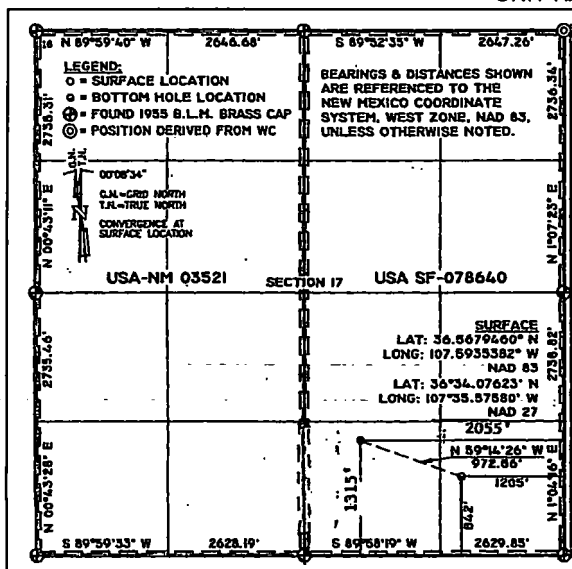 18 N 89°59'40" W 2646.68' S 89°52'35" W 2647.26'
LEGEND:
o = SURFACE LOCATION
o = BOTTOM HOLE LOCATION
= FOUND 1955 B.L.M. BRASS CAP
= POSITION DERIVED FROM WC
BEARINGS & DISTANCES SHOWN
ARE REFERENCED TO THE
NEW MEXICO COORDINATE
SYSTEM, WEST ZONE, NAD 83,
UNLESS OTHERWISE NOTED.
2736.34'
G.N. T.N.
00°08'34"
G.N.=GRID NORTH
T.N.=TRUE NORTH
CONVERGENCE AT
SURFACE LOCATION
N 00°43'11" E
N 1°07'23" E
USA-NM 03521
SECTION 17
USA SF-078640
SURFACE
LAT: 36.5679460° N
LONG: 107.5935382° W
NAD 83
LAT: 36°34.07623' N
LONG: 107°35.57580' W
NAD 27
2735.46'
2738.82'
2055'
N 59°14'26" W
972.86'
1205'
1315'
842'
N 00°43'28" E
N 1°04'16" E
S 89°59'33" W 2628.19' S 89°58'19" W 2629.85'